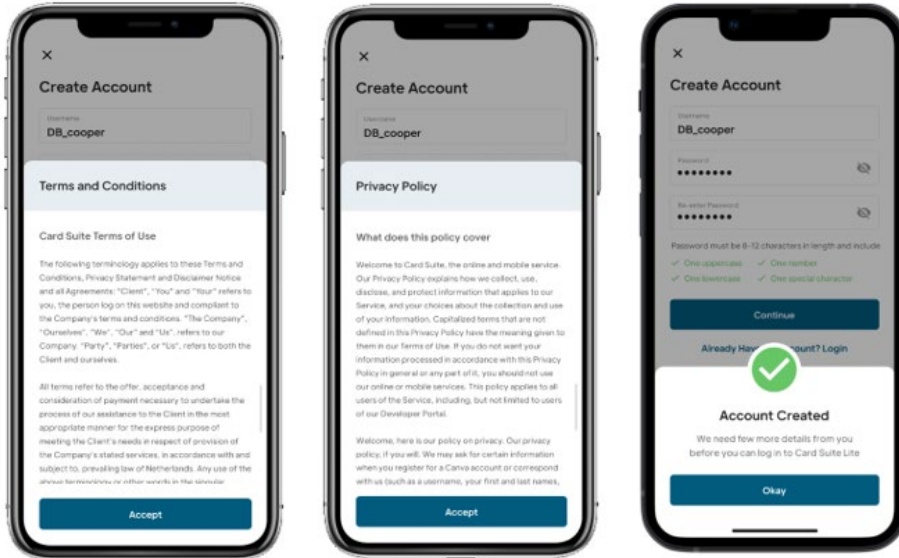 Create Account
Username
DB_cooper
Terms and Conditions
Card Suite Terms of Use
The following terminology applies to these Terms and
Conditions, Privacy Statement and Disclaimer Notice
and all Agreements: "Client", "You" and "Your" refers to
you, the person log on this website and compliant to
the Company's terms and conditions. "The Company",
"Ourselves", "We", "Our" and "Us", refers to our
Company. "Party", "Parties", or "Us", refers to both the
Client and ourselves.
All terms refer to the offer, acceptance and
consideration of payment necessary to undertake the
process of our assistance to the Client in the most
appropriate manner for the express purpose of
meeting the Client's needs in respect of provision of
the Company's stated services, in accordance with and
subject to, prevailing law of Netherlands. Any use of the
above terminology or other words in the singular,
Accept
Create Account
Username
DB_cooper
Privacy Policy
What does this policy cover
Welcome to Card Suite, the online and mobile service.
Our Privacy Policy explains how we collect, use,
disclose, and protect information that applies to our
Service, and your choices about the collection and use
of your information. Capitalized terms that are not
defined in this Privacy Policy have the meaning given to
them in our Terms of Use. If you do not want your
information processed in accordance with this Privacy
Policy in general or any part of it, you should not use
our online or mobile services. This policy applies to all
users of the Service, including, but not limited to users
of our Developer Portal.
Welcome, here is our policy on privacy. Our privacy
policy, if you will. We may ask for certain information
when you register for a Canva account or correspond
with us (such as a username, your first and last names,
Accept
Create Account
Username
DB_cooper
Password
Re-enter Password
Password must be 8-12 characters in length and include
One uppercase One number
One lowercase One special character
Continue
Already Have count? Login
Account Created
We need few more details from you
before you can log in to Card Suite Lite
Okay